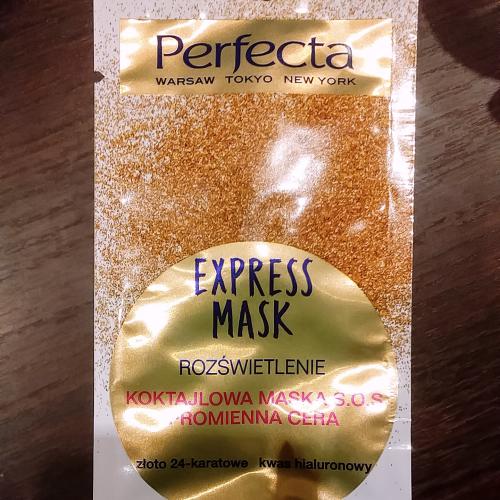 Perfecta
WARSAW TOKYO NEW YORK
EXPRESS
MASK
ROZŚWIETLENIE
KOKTAJLOWA MASKA S.O.S
PROMIENNA CERA
złoto 24-karatowe kwas hialuronowy